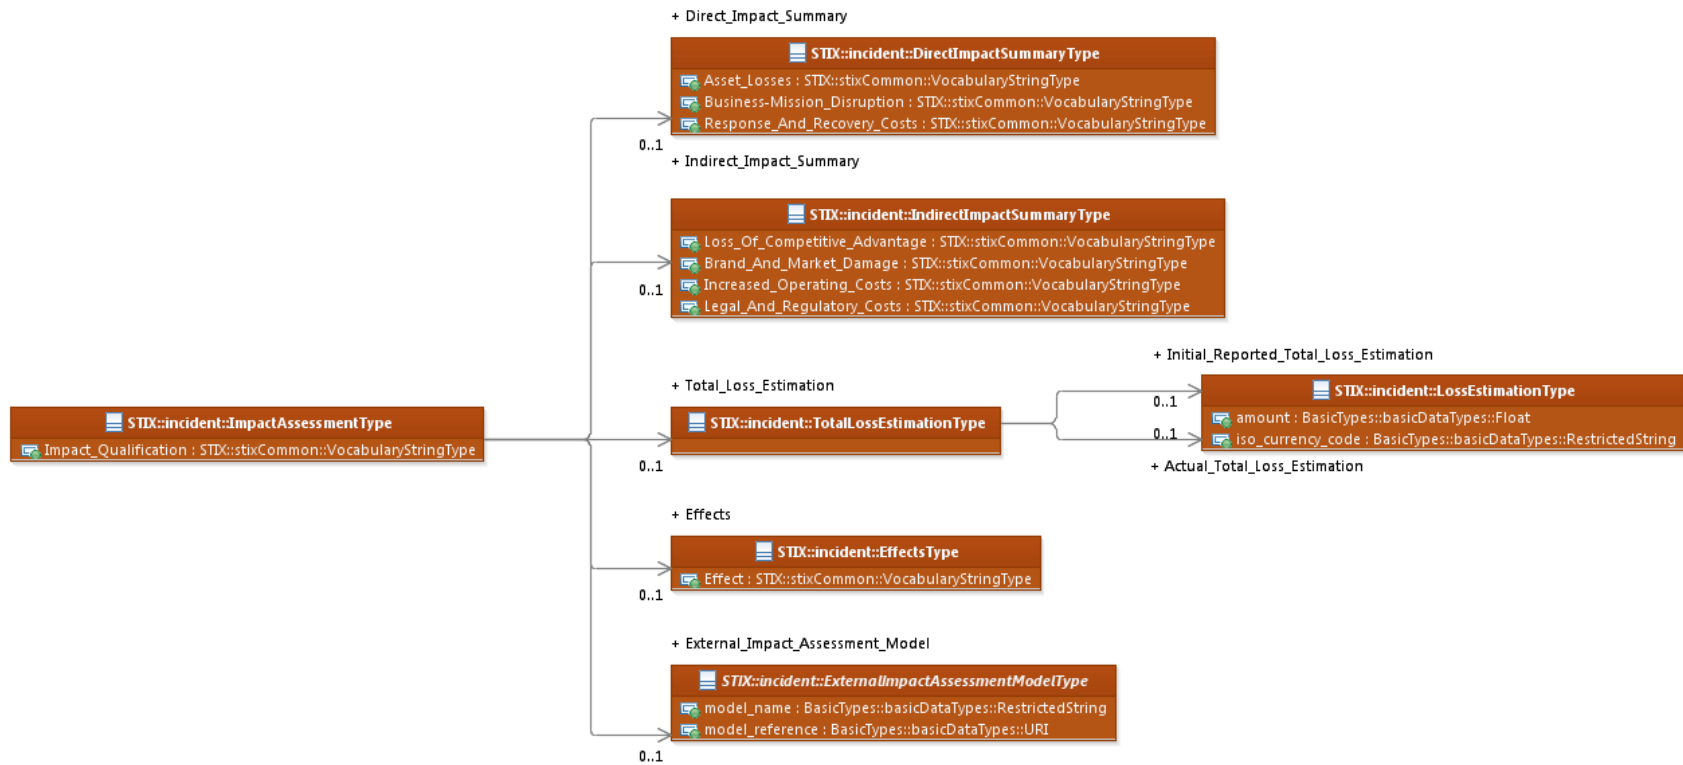 + Direct_Impact_Summary
STIX::incident::DirectImpactSummaryType
Asset_Losses : STIX::stixCommon::VocabularyStringType
Business-Mission_Disruption : STIX::stixCommon::VocabularyStringType
Response_And_Recovery_Costs : STIX::stixCommon::VocabularyStringType
0..1
+ Indirect_Impact_Summary
STIX::incident::IndirectImpactSummaryType
Loss_Of_Competitive_Advantage : STIX::stixCommon::VocabularyStringType
Brand_And_Market_Damage : STIX::stixCommon::VocabularyStringType
Increased_Operating_Costs : STIX::stixCommon::VocabularyStringType
Legal_And_Regulatory_Costs : STIX::stixCommon::VocabularyStringType
0..1
STIX::incident::ImpactAssessmentType
Impact_Qualification : STIX::stixCommon::VocabularyStringType
+ Total_Loss_Estimation
STIX::incident::TotalLossEstimationType
0..1
+ Initial_Reported_Total_Loss_Estimation
STIX::incident::LossEstimationType
0..1
amount : BasicTypes::basicDataTypes::Float
0..1
iso_currency_code : BasicTypes::basicDataTypes::RestrictedString
+ Actual_Total_Loss_Estimation
+ Effects
STIX::incident::EffectsType
Effect : STIX::stixCommon::VocabularyStringType
0..1
+ External_Impact_Assessment_Model
STIX::incident::ExternalImpactAssessmentModelType
model_name : BasicTypes::basicDataTypes::RestrictedString
model_reference : BasicTypes::basicDataTypes::URI
0..1